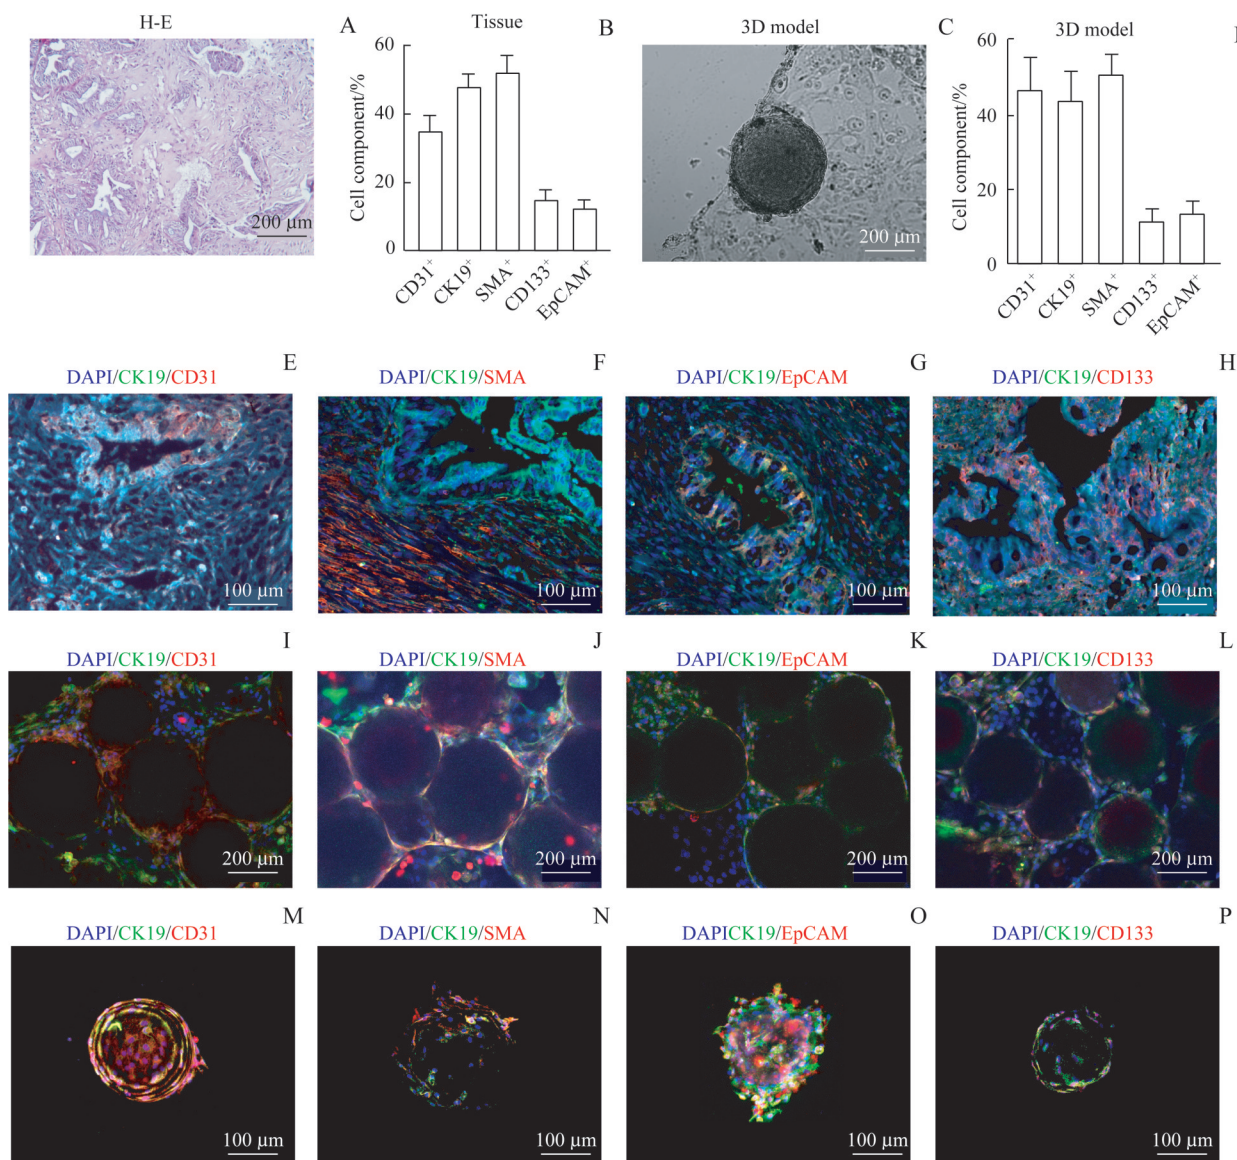 H-E
A
Tissue
B
3D model
C
3D model
Cell component/%
60
40
20
0
CD31⁺
CK19⁺
SMA⁺
CD133⁺
EpCAM⁺
200 μm
200 μm
Cell component/%
60
40
20
0
CD31⁺
CK19⁺
SMA⁺
CD133⁺
EpCAM⁺
E
F
G
H
DAPI/CK19/CD31
DAPI/CK19/SMA
DAPI/CK19/EpCAM
DAPI/CK19/CD133
100 μm
100 μm
100 μm
100 μm
I
J
K
L
DAPI/CK19/CD31
DAPI/CK19/SMA
DAPI/CK19/EpCAM
DAPI/CK19/CD133
200 μm
200 μm
200 μm
200 μm
M
N
O
P
DAPI/CK19/CD31
DAPI/CK19/SMA
DAPICK19/EpCAM
DAPI/CK19/CD133
100 μm
100 μm
100 μm
100 μm